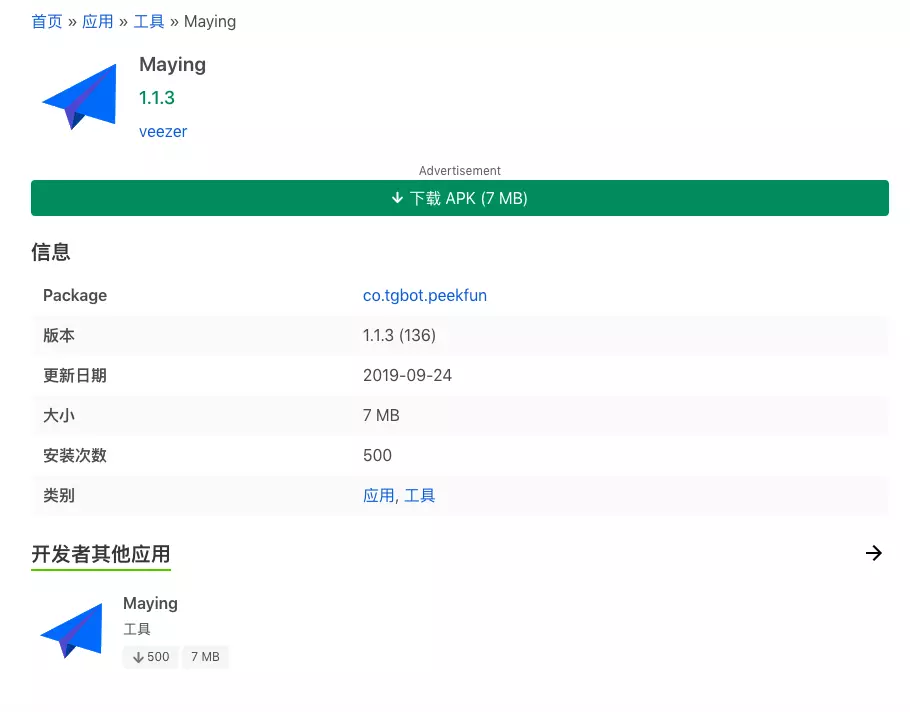 首页 » 应用 » 工具 » Maying
Maying
1.1.3
veezer
Advertisement
下载 APK (7 MB)
信息
Package co.tgbot.peekfun
版本 1.1.3 (136)
更新日期 2019-09-24
大小 7 MB
安装次数 500
类别 应用, 工具
开发者其他应用
Maying
工具
500 7 MB